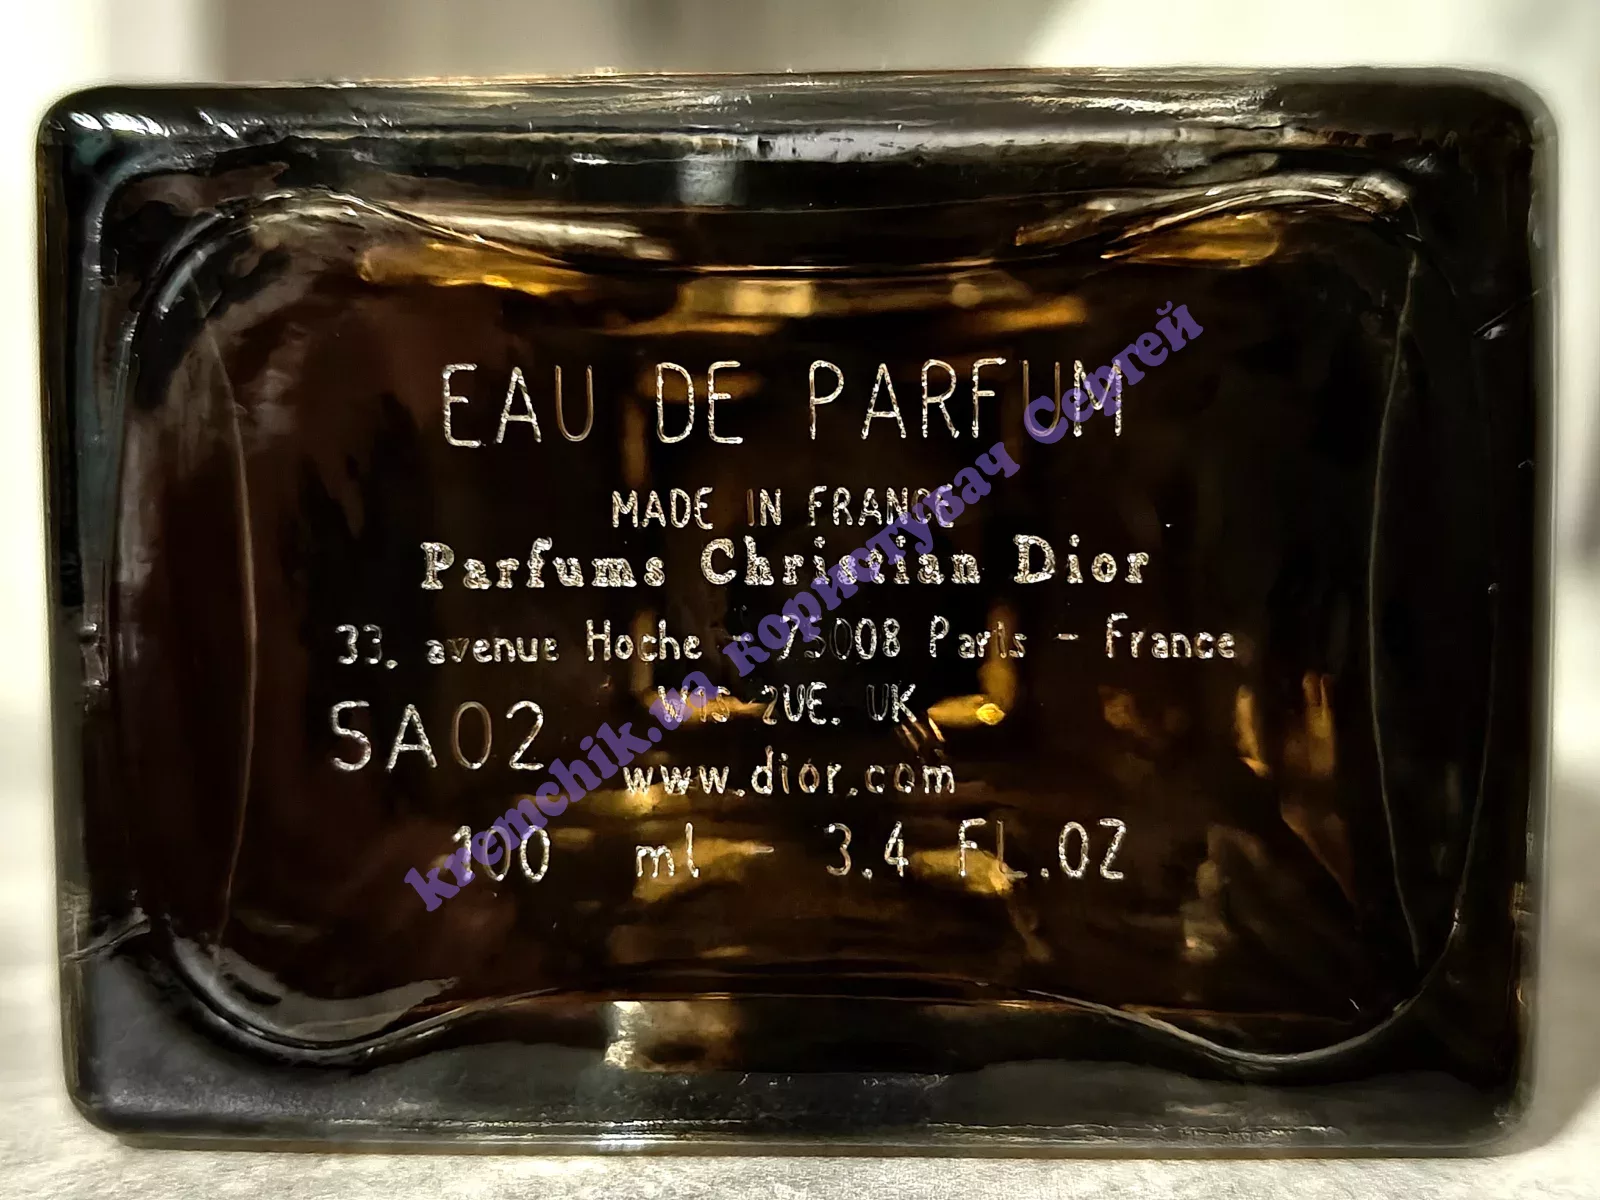 EAU DE PARFUM
MADE IN FRANCE
Parfums Christian Dior
33. avenue Hoche - 75008 Paris - France
W1S 2UE. UK
SA02
www.dior.com
100 ml - 3.4 FL.OZ
kremchik.ua користувач Сергей